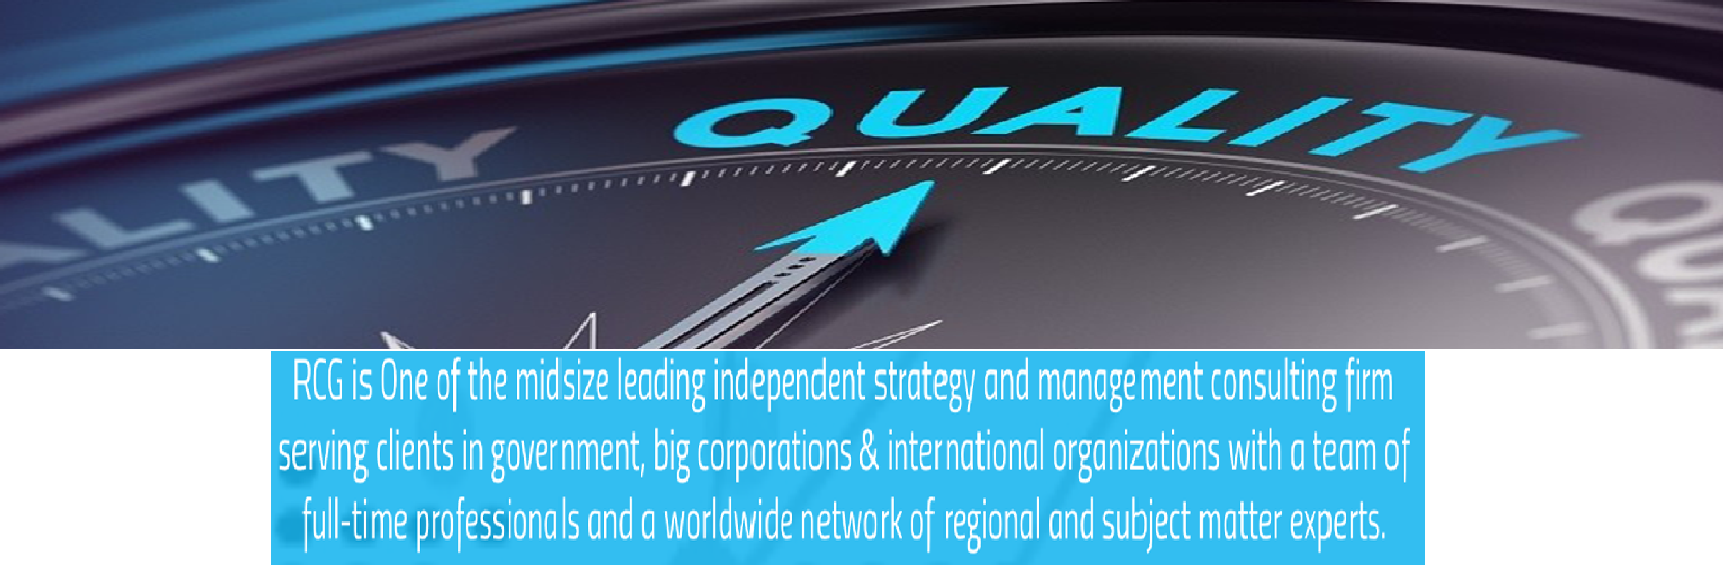 ALITY
QUALITY
QUA
RCG is One of the midsize leading independent strategy and management consulting firm
serving clients in government, big corporations & international organizations with a team of
full-time professionals and a worldwide network of regional and subject matter experts.